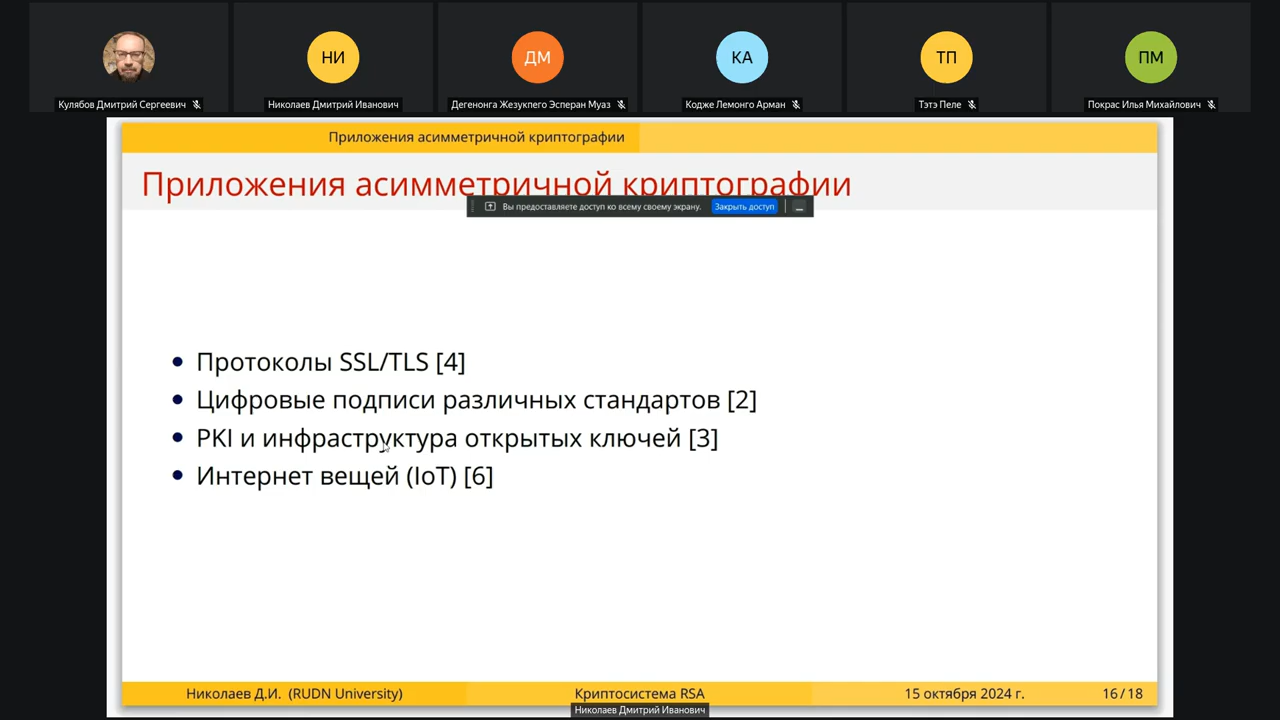 НИ
ДМ
КА
ТП
ПМ
Кулябов Дмитрий Сергеевич
Николаев Дмитрий Иванович
Дегенонга Жезукпего Эсперан Муаз
Кодже Лемонго Арман
Тэтэ Пеле
Покрас Илья Михайлович
Приложения асимметричной криптографии
Приложения асимметричной криптографии
Вы предоставляете доступ ко всему своему экрану.
Закрыть доступ
Протоколы SSL/TLS [4]
Цифровые подписи различных стандартов [2]
PKI и инфраструктура открытых ключей [3]
Интернет вещей (IoT) [6]
Николаев Д.И. (RUDN University)
Криптосистема RSA
15 октября 2024 г.
16 / 18
Николаев Дмитрий Иванович